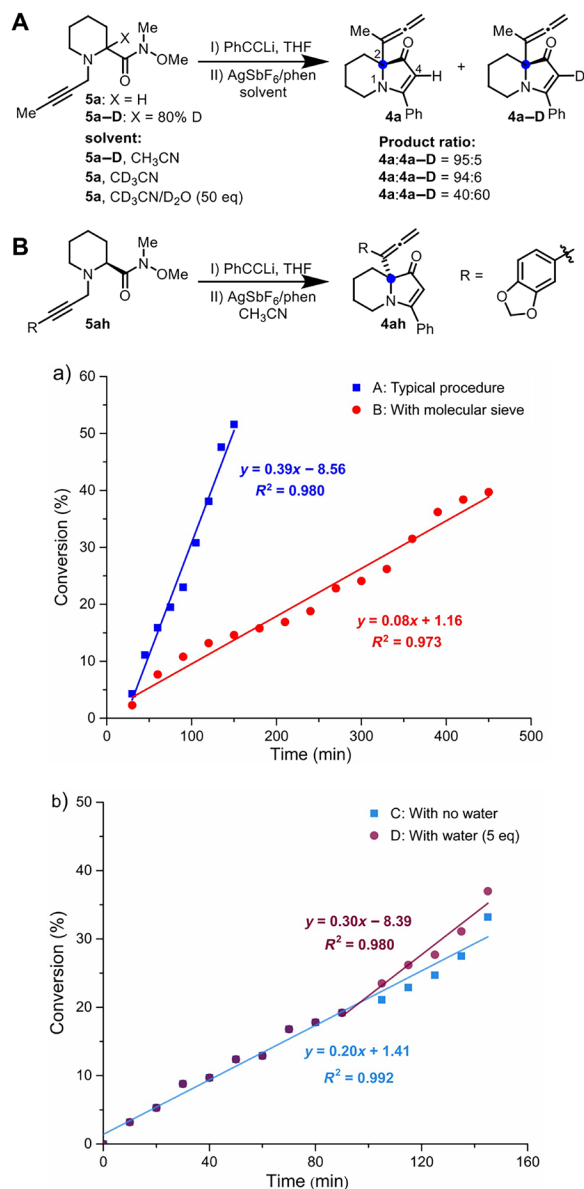 A
X
N
O
N
Me
OMe
Me
5a: X = H
5a–D: X = 80% D
solvent:
5a–D, CH3CN
5a, CD3CN
5a, CD3CN/D2O (50 eq)
I) PhCCLi, THF
II) AgSbF6/phen
solvent
Me
O
2
1
4
H
N
Ph
4a
+
Me
O
D
N
Ph
4a–D
Product ratio:
4a:4a–D = 95:5
4a:4a–D = 94:6
4a:4a–D = 40:60
B
N
O
N
Me
OMe
R
5ah
I) PhCCLi, THF
II) AgSbF6/phen
CH3CN
R
O
N
Ph
4ah
R =
O
O
a)
A: Typical procedure
B: With molecular sieve
y = 0.39x – 8.56
R2 = 0.980
y = 0.08x + 1.16
R2 = 0.973
Conversion (%)
60
50
40
30
20
10
0
0 100 200 300 400 500
Time (min)
b)
C: With no water
D: With water (5 eq)
y = 0.30x – 8.39
R2 = 0.980
y = 0.20x + 1.41
R2 = 0.992
Conversion (%)
50
40
30
20
10
0
0 40 80 120 160
Time (min)